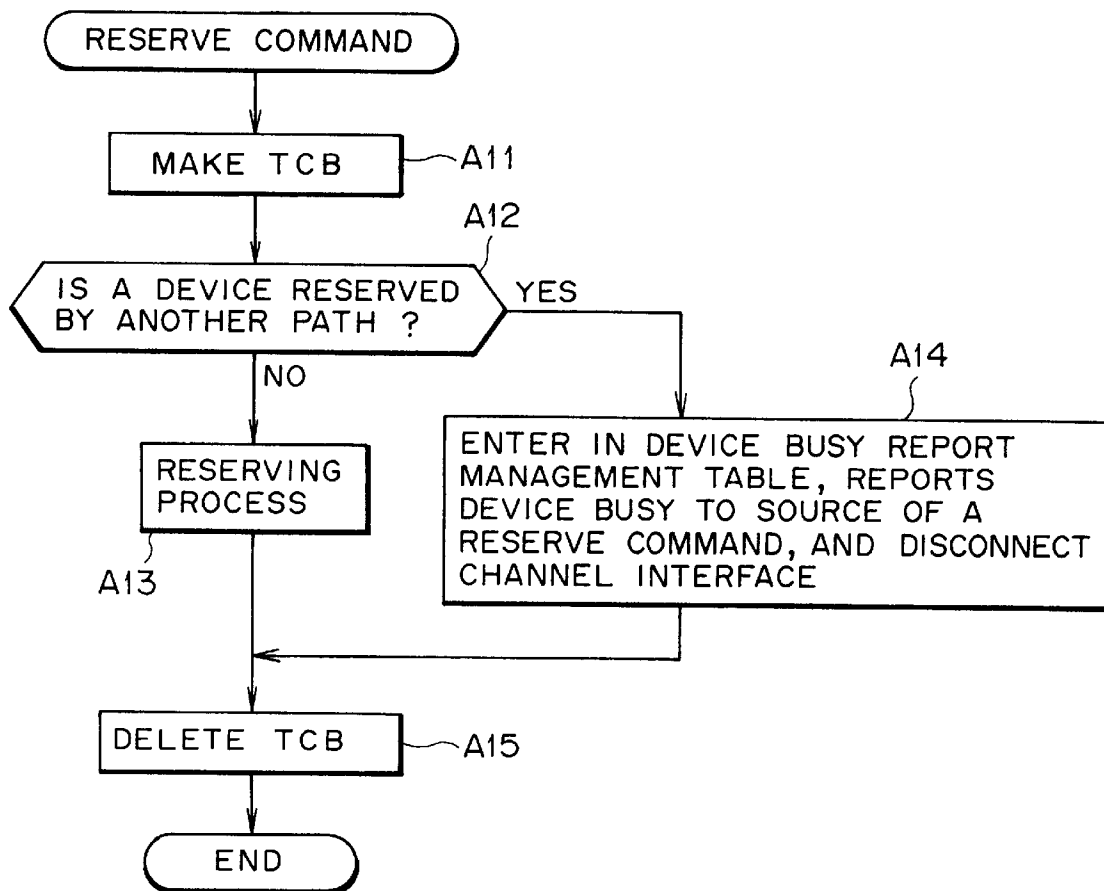 RESERVE COMMAND
MAKE TCB
A11
A12
IS A DEVICE RESERVED
BY ANOTHER PATH ?
YES
NO
A14
ENTER IN DEVICE BUSY REPORT
MANAGEMENT TABLE, REPORTS
DEVICE BUSY TO SOURCE OF A
RESERVE COMMAND, AND DISCONNECT
CHANNEL INTERFACE
RESERVING
PROCESS
A13
DELETE TCB
A15
END